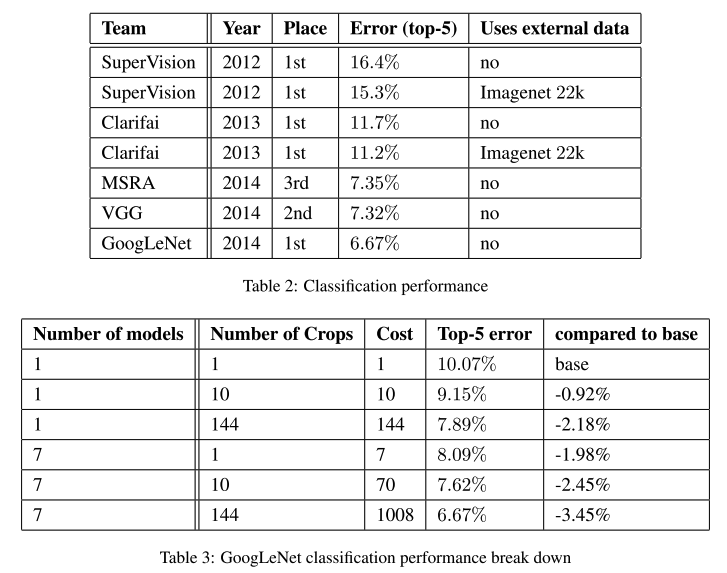 Team Year Place Error (top-5) Uses external data
SuperVision 2012 1st 16.4% no
SuperVision 2012 1st 15.3% Imagenet 22k
Clarifai 2013 1st 11.7% no
Clarifai 2013 1st 11.2% Imagenet 22k
MSRA 2014 3rd 7.35% no
VGG 2014 2nd 7.32% no
GoogLeNet 2014 1st 6.67% no
Table 2: Classification performance
Number of models Number of Crops Cost Top-5 error compared to base
1 1 1 10.07% base
1 10 10 9.15% -0.92%
1 144 144 7.89% -2.18%
7 1 7 8.09% -1.98%
7 10 70 7.62% -2.45%
7 144 1008 6.67% -3.45%
Table 3: GoogLeNet classification performance break down